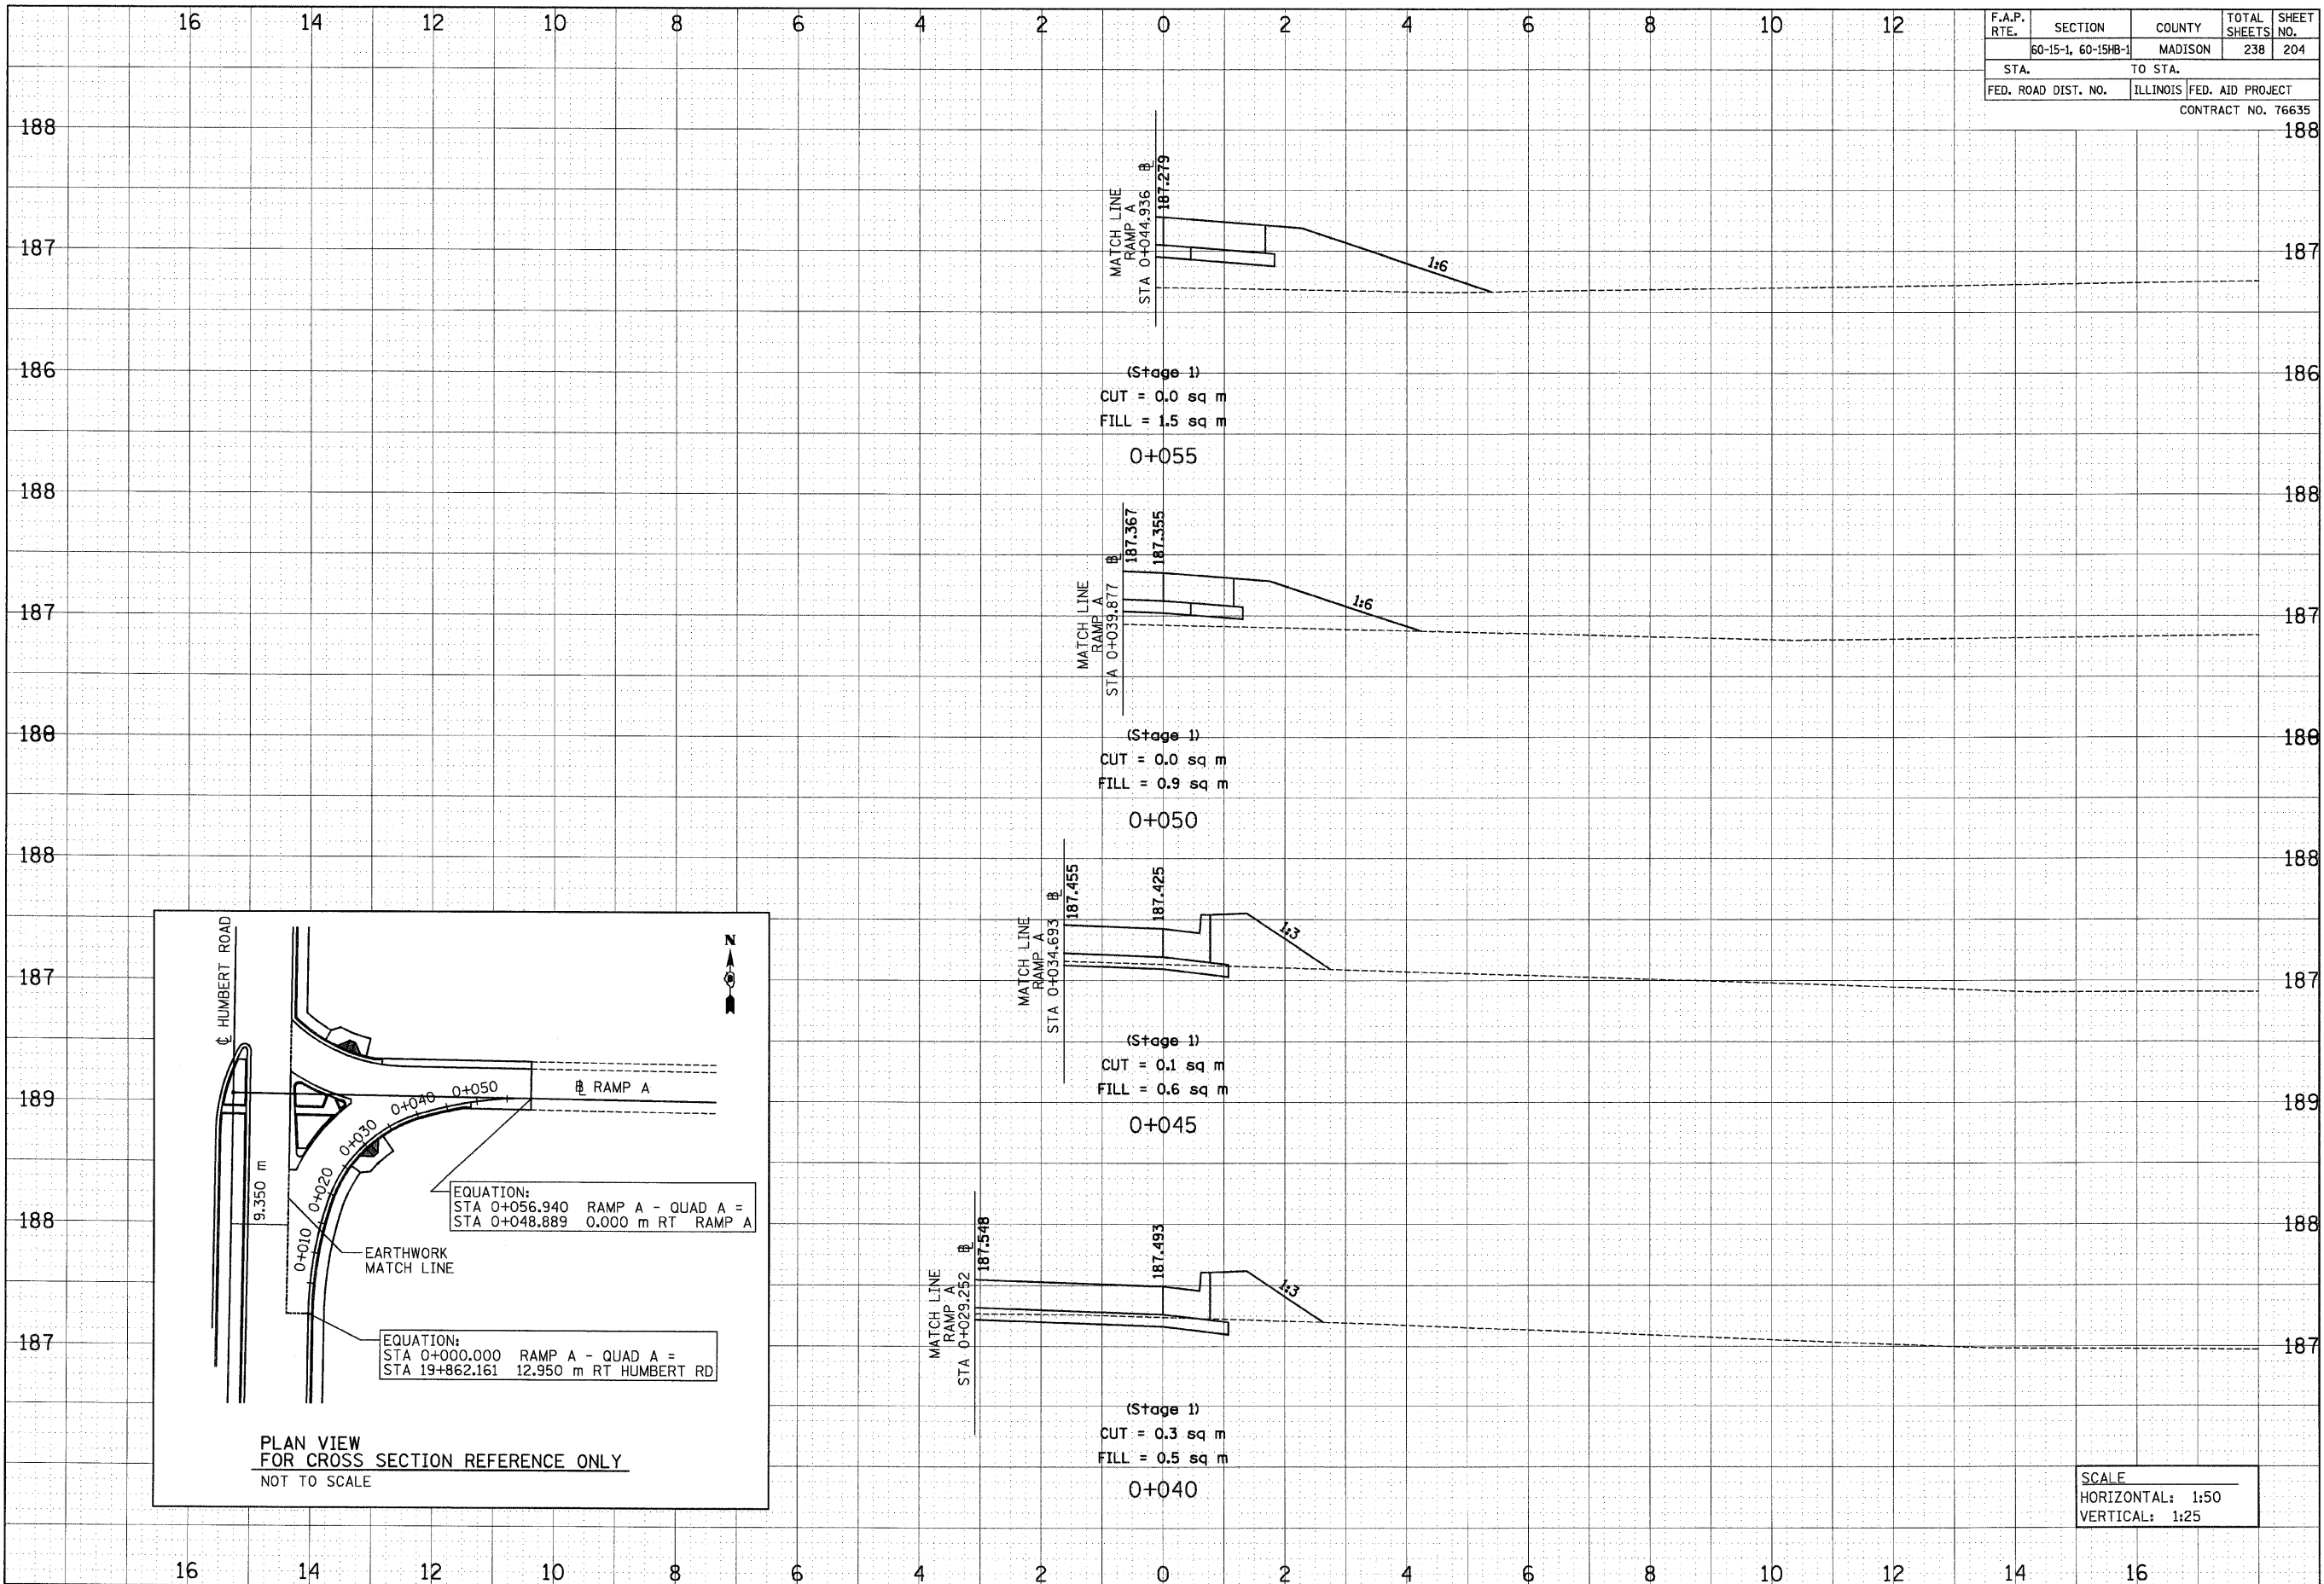 16 14 12 10 8 6 4 2 0 2 4 6 8 10 12 14 16
F.A.P. RTE. SECTION COUNTY TOTAL SHEETS SHEET NO.
60-15-1, 60-15HB-1 MADISON 238 204
STA. TO STA.
FED. ROAD DIST. NO. ILLINOIS FED. AID PROJECT
CONTRACT NO. 76635
188 188
MATCH LINE
RAMP A
STA 0+044.936 ℄
187.279
187 187
1:6
186 186
(Stage 1)
CUT = 0.0 sq m
FILL = 1.5 sq m
0+055
188 188
MATCH LINE
RAMP A
STA 0+039.877
187.367
187.355
187 187
1:6
(Stage 1)
CUT = 0.0 sq m
FILL = 0.9 sq m
0+050
188 188
MATCH LINE
RAMP A
STA 0+034.693
187.455
187.425
1:3
187 187
(Stage 1)
CUT = 0.1 sq m
FILL = 0.6 sq m
189 189
0+045
188 188
MATCH LINE
RAMP A
STA 0+029.252
187.548
187.493
1:3
187 187
(Stage 1)
CUT = 0.3 sq m
FILL = 0.5 sq m
0+040
℄ HUMBERT ROAD
N
RAMP A
0+050
0+040
0+030
0+020
0+010
9.350 m
EQUATION:
STA 0+056.940 RAMP A - QUAD A =
STA 0+048.889 0.000 m RT RAMP A
EARTHWORK
MATCH LINE
EQUATION:
STA 0+000.000 RAMP A - QUAD A =
STA 19+862.161 12.950 m RT HUMBERT RD
PLAN VIEW
FOR CROSS SECTION REFERENCE ONLY
NOT TO SCALE
SCALE
HORIZONTAL: 1:50
VERTICAL: 1:25
16 14 12 10 8 6 4 2 0 2 4 6 8 10 12 14 16